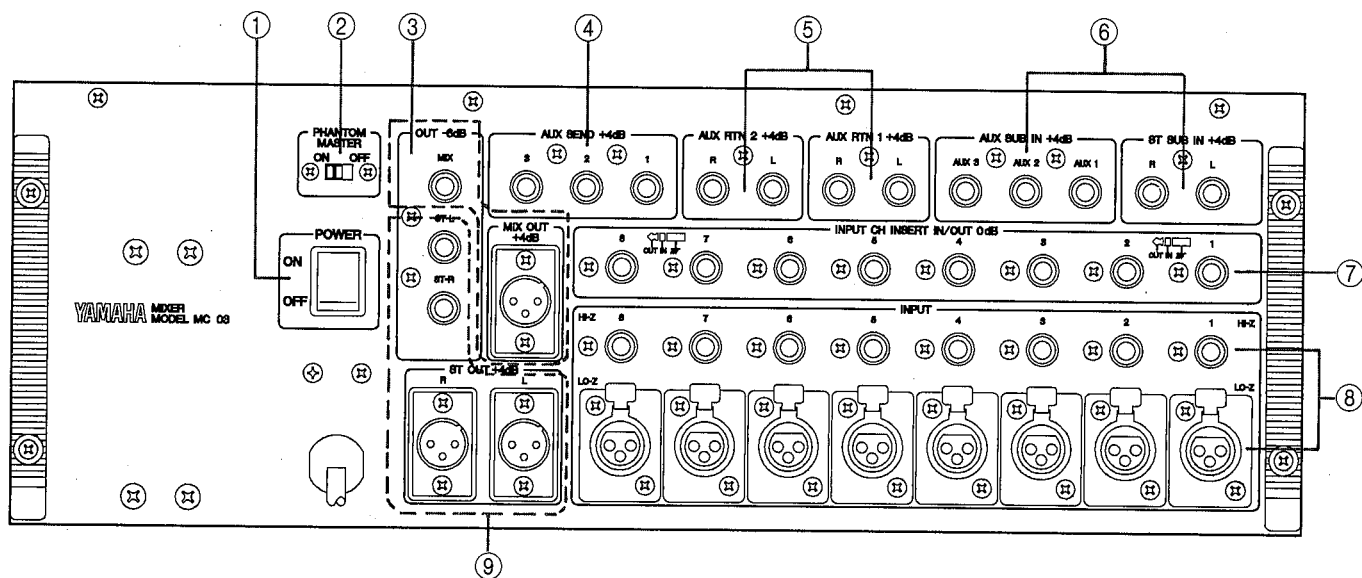 ① ② ③ ④ ⑤ ⑥
PHANTOM MASTER
ON OFF
OUT -6dB
MIX
ST-L
ST-R
AUX SEND +4dB
3 2 1
AUX RTN 2 +4dB
R L
AUX RTN 1 +4dB
R L
AUX SUB IN +4dB
AUX 3 AUX 2 AUX 1
ST SUB IN +4dB
R L
POWER
ON
OFF
MIX OUT
+4dB
INPUT CH INSERT IN/OUT 0dB
8 7 6 5 4 3 2 1
OUT IN
OUT IN
⑦
YAMAHA MIXER
MODEL MC 03
INPUT
HI-Z 8 7 6 5 4 3 2 1 HI-Z
ST OUT +4dB
R L
LO-Z LO-Z
⑧
⑨